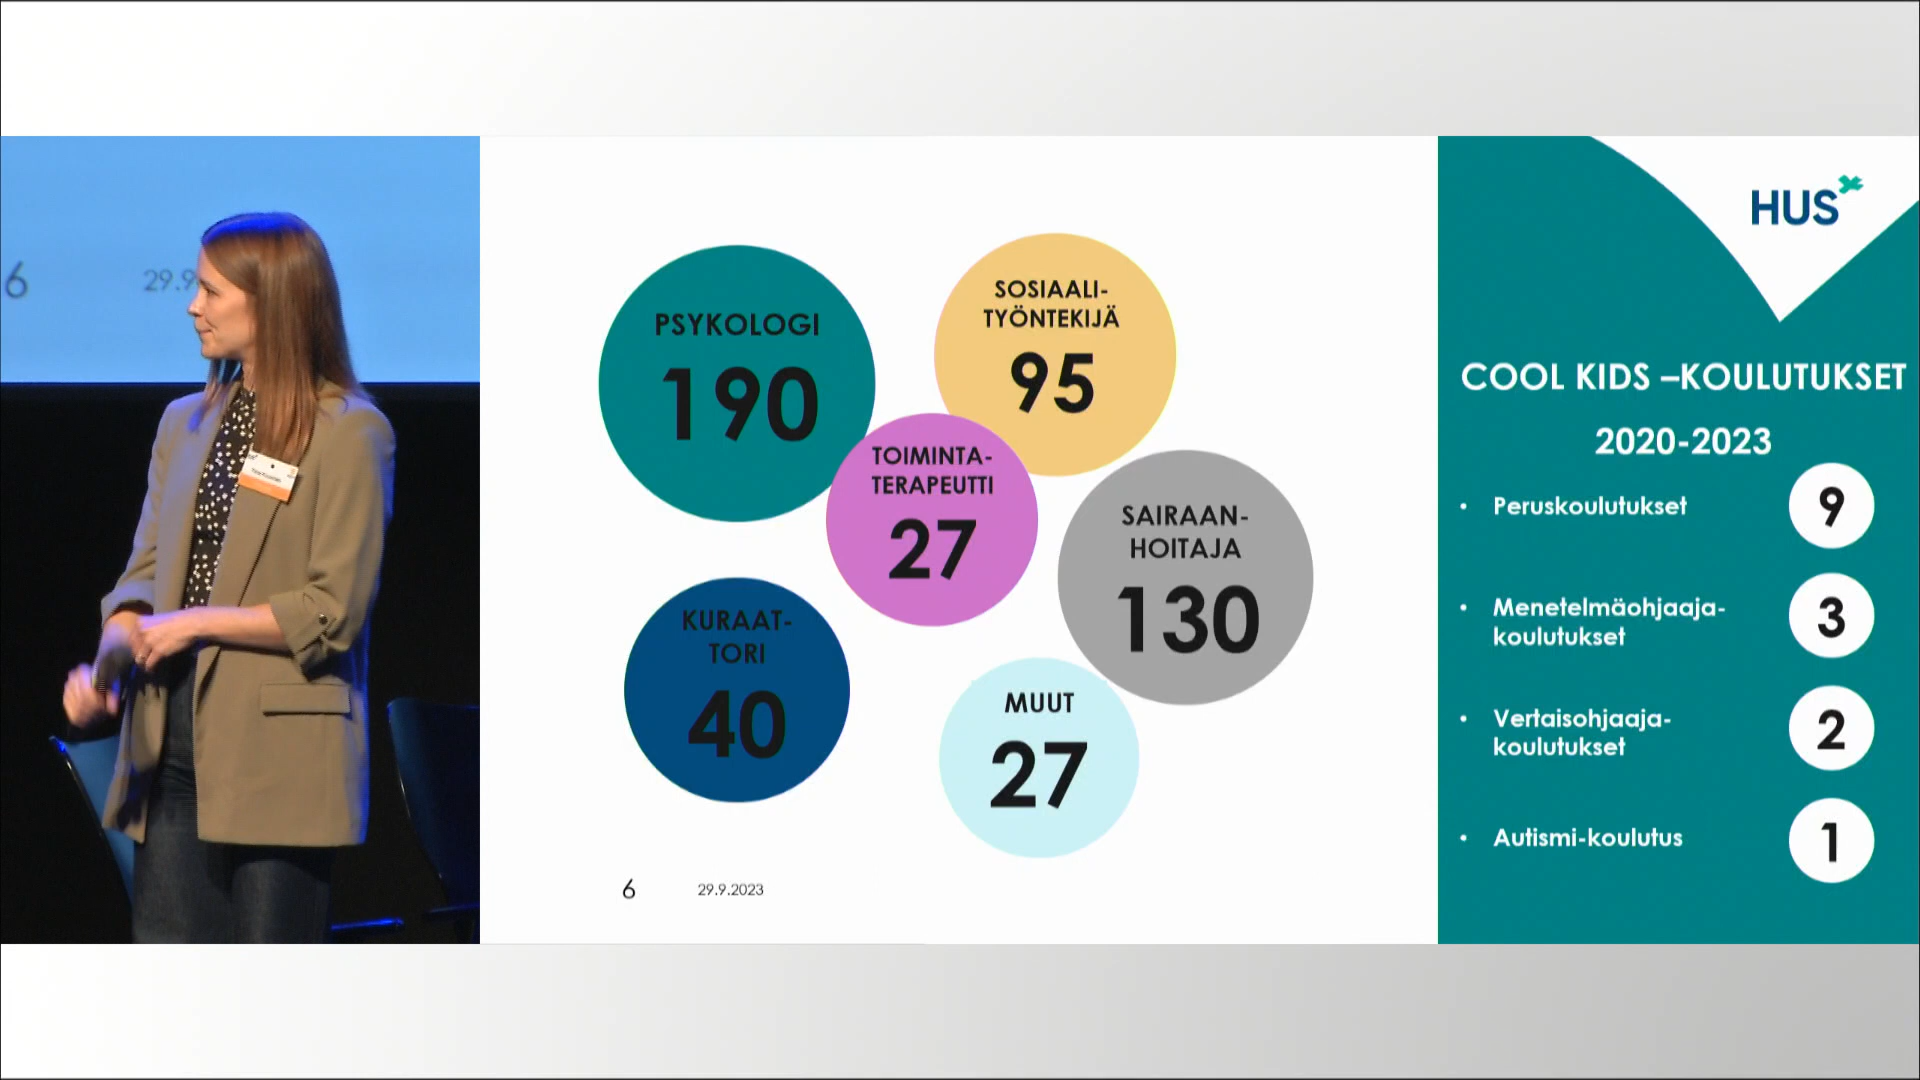 6
29.9
HUS
PSYKOLOGI
190
SOSIAALI-
TYÖNTEKIJÄ
95
TOIMINTA-
TERAPEUTTI
27
SAIRAAN-
HOITAJA
130
KURAAT-
TORI
40
MUUT
27
6
29.9.2023
HUS
COOL KIDS –KOULUTUKSET
2020-2023
• Peruskoulutukset 9
• Menetelmäohjaaja-
koulutukset 3
• Vertaisohjaaja-
koulutukset 2
• Autismi-koulutus 1